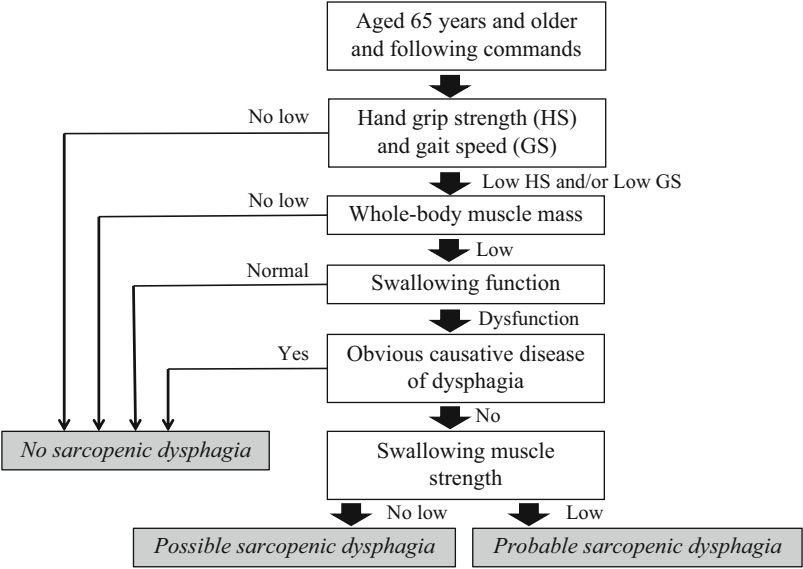 Aged 65 years and older
and following commands
No low
Hand grip strength (HS)
and gait speed (GS)
Low HS and/or Low GS
No low
Whole-body muscle mass
Low
Normal
Swallowing function
Dysfunction
Yes
Obvious causative disease
of dysphagia
No
No sarcopenic dysphagia
Swallowing muscle
strength
No low
Low
Possible sarcopenic dysphagia
Probable sarcopenic dysphagia